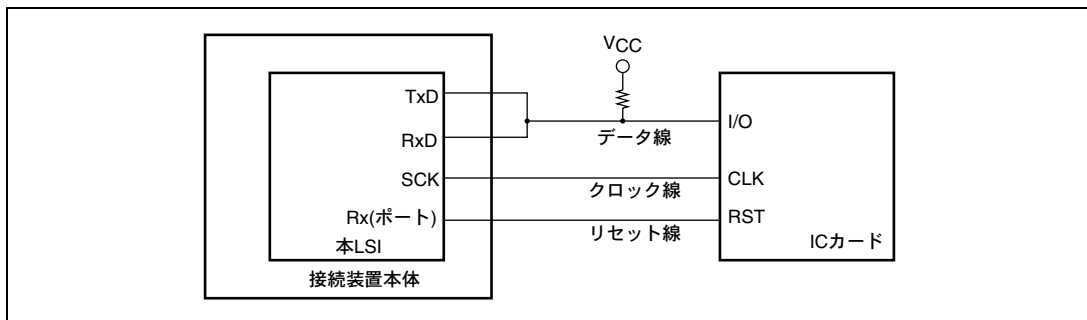 VCC
TxD
RxD
データ線
I/O
SCK
クロック線
CLK
Rx(ポート)
リセット線
RST
本LSI
ICカード
接続装置本体